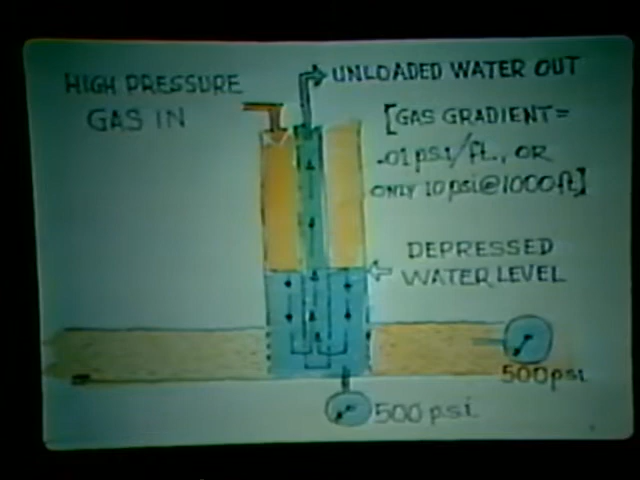 HIGH PRESSURE
GAS IN
UNLOADED WATER OUT
[GAS GRADIENT=
.01 psi/ft., OR
ONLY 10 psi@1000ft]
DEPRESSED
WATER LEVEL
500psi
500 psi